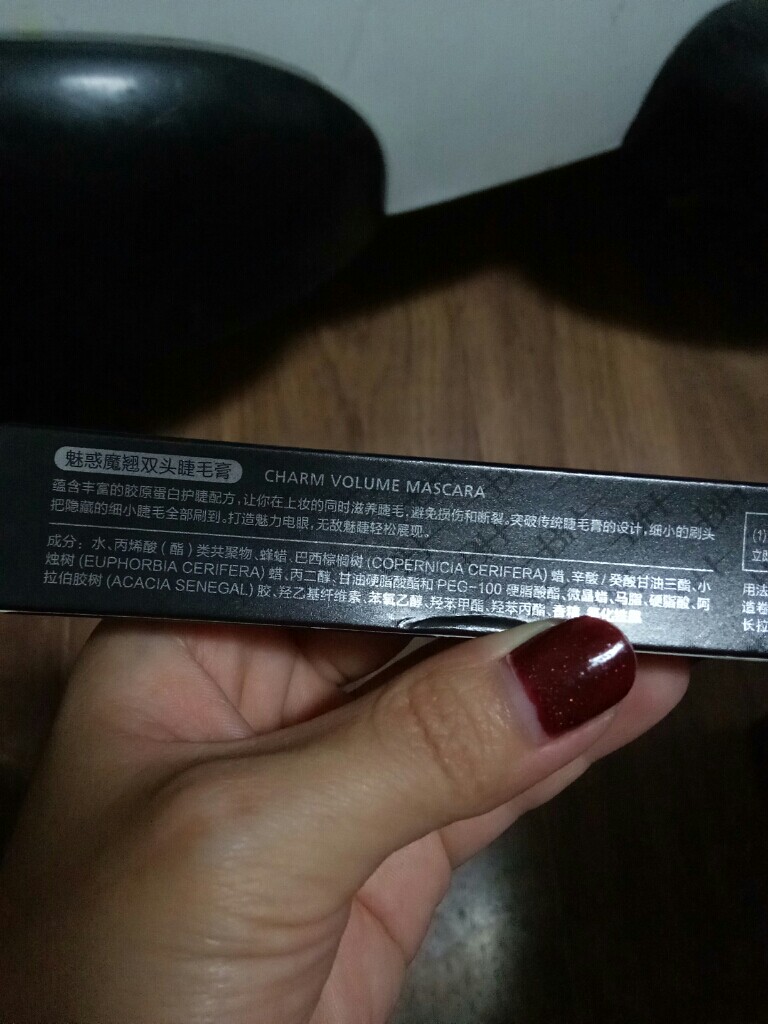 魅惑魔翘双头睫毛膏 CHARM VOLUME MASCARA
蕴含丰富的胶原蛋白护睫配方,让你在上妆的同时滋养睫毛,避免损伤和断裂。突破传统睫毛膏的设计,细小的刷头
把隐藏的细小睫毛全部刷到。打造魅力电眼,无敌魅睫轻松展现。
成分：水、丙烯酸（酯）类共聚物、蜂蜡、巴西棕榈树 (COPERNICIA CERIFERA) 蜡、辛酸 / 癸酸甘油三酯、小
烛树 (EUPHORBIA CERIFERA) 蜡、丙二醇、甘油硬脂酸酯和 PEG-100 硬脂酸酯、微晶蜡、马脂、硬脂酸、阿
拉伯胶树 (ACACIA SENEGAL) 胶、羟乙基纤维素、苯氧乙醇、羟苯甲酯、羟苯丙酯、香精、
(1)
立即
用法
造卷
长拉